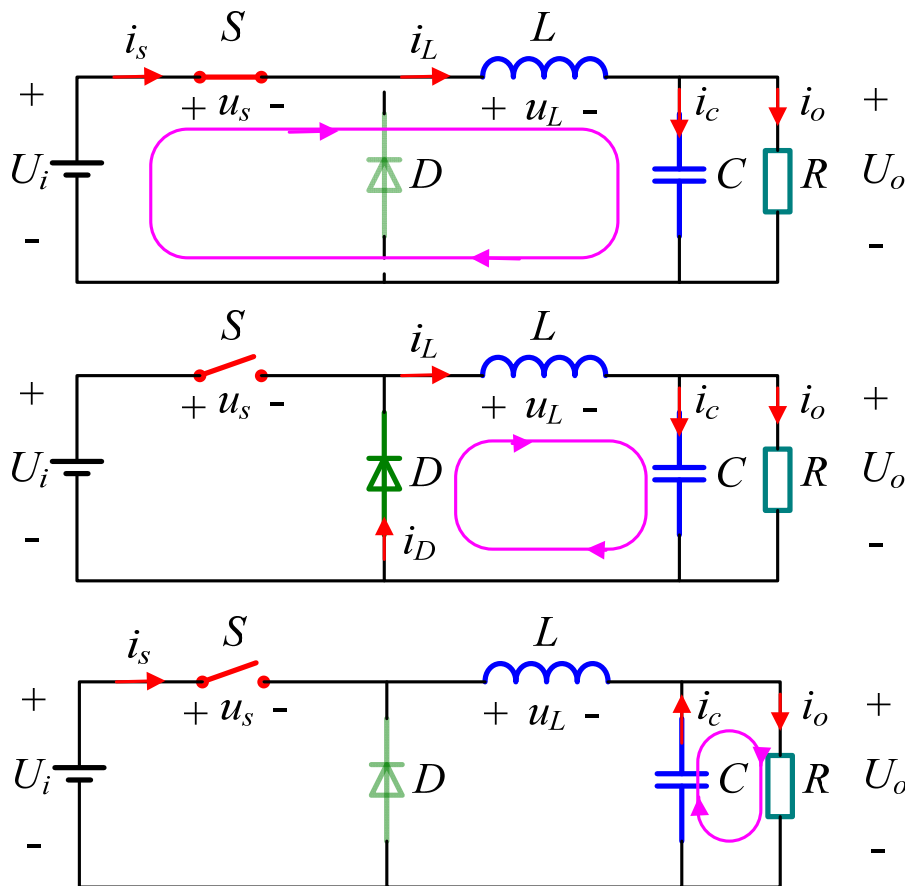 i_s S i_L L
+ + u_s - + u_L - i_c i_o +
U_i D C R U_o
- -
S i_L L
+ + u_s - + u_L - i_c i_o +
U_i D C R U_o
- i_D -
i_s S L
+ + u_s - + u_L - i_c i_o +
U_i D C R U_o
- -